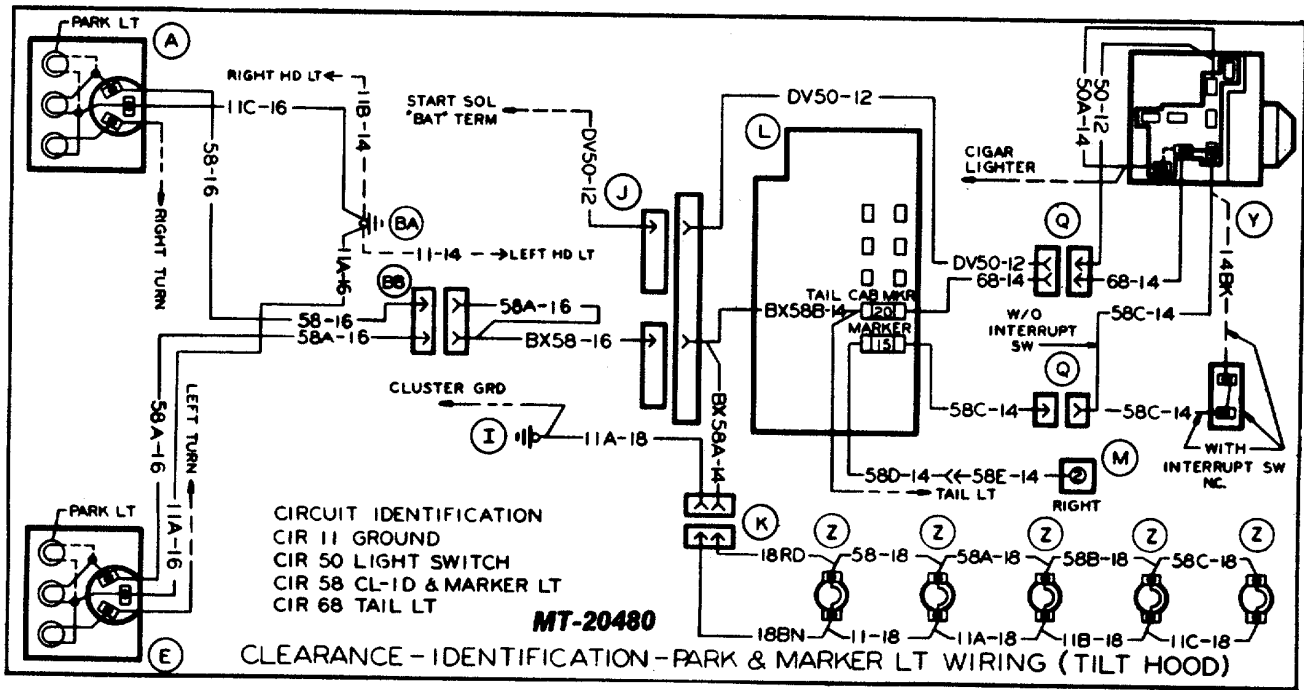 PARK LT
A
RIGHT HD LT
11C-16
11B-14
START SOL
"BAT" TERM
DV50-12
58-16
RIGHT TURN
BA
11-14
LEFT HD LT
11A-16
BB
58-16
58A-16
58A-16
BX58-16
J
DV50-12
L
CIGAR
LIGHTER
50A-14
50-12
Y
Q
DV50-12
68-14
68-14
TAIL CAB MKR
BX58B-14
20
MARKER
15
W/O
INTERRUPT
SW
58C-14
14BK
Q
58C-14
58C-14
WITH
INTERRUPT SW
N.C.
CLUSTER GRD
I
11A-18
BX58A-14
58A-16
LEFT TURN
11A-16
58D-14
58E-14
M
2
RIGHT
TAIL LT
K
PARK LT
E
CIRCUIT IDENTIFICATION
CIR 11 GROUND
CIR 50 LIGHT SWITCH
CIR 58 CL-ID & MARKER LT
CIR 68 TAIL LT
MT-20480
Z
Z
Z
Z
Z
18RD
58-18
58A-18
58B-18
58C-18
18BN
11-18
11A-18
11B-18
11C-18
CLEARANCE-IDENTIFICATION-PARK & MARKER LT WIRING (TILT HOOD)